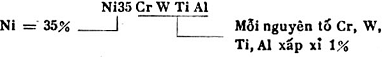 Ni35 Cr W Ti Al
Ni = 35%
Mỗi nguyên tố Cr, W,
Ti, Al xấp xỉ 1%